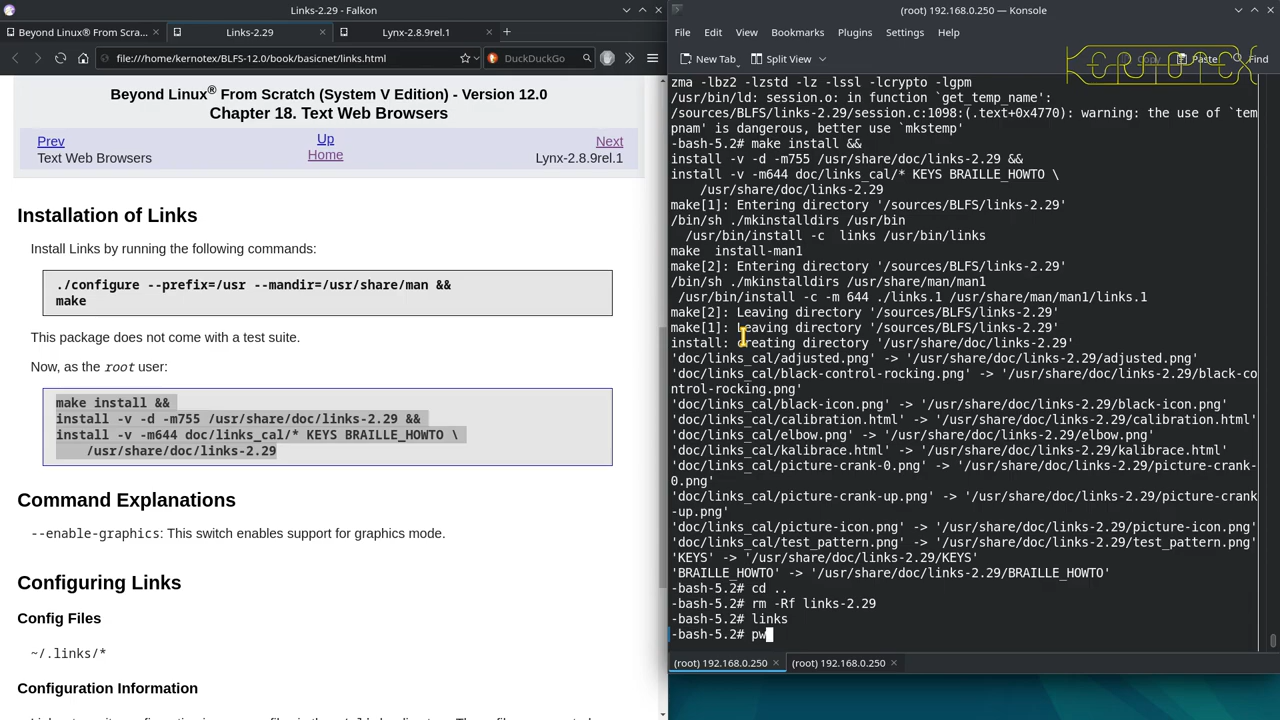 Links-2.29 - Falkon
Beyond Linux® From Scra...
Links-2.29
Lynx-2.8.9rel.1
file:///home/kernotex/BLFS-12.0/book/basicnet/links.html
DuckDuckGo
Beyond Linux® From Scratch (System V Edition) - Version 12.0
Chapter 18. Text Web Browsers
Prev
Up
Next
Text Web Browsers
Home
Lynx-2.8.9rel.1
Installation of Links
Install Links by running the following commands:
./configure --prefix=/usr --mandir=/usr/share/man &&
make
This package does not come with a test suite.
Now, as the root user:
make install &&
install -v -d -m755 /usr/share/doc/links-2.29 &&
install -v -m644 doc/links_cal/* KEYS BRAILLE_HOWTO \
    /usr/share/doc/links-2.29
Command Explanations
--enable-graphics: This switch enables support for graphics mode.
Configuring Links
Config Files
~/.links/*
Configuration Information
(root) 192.168.0.250 — Konsole
File Edit View Bookmarks Plugins Settings Help
New Tab Split View Copy Paste Find
KERNOTEX
zma -lbz2 -lzstd -lz -lssl -lcrypto -lgpm
/usr/bin/ld: session.o: in function `get_temp_name':
/sources/BLFS/links-2.29/session.c:1098:(.text+0x4770): warning: the use of `tem
pnam' is dangerous, better use `mkstemp'
-bash-5.2# make install &&
install -v -d -m755 /usr/share/doc/links-2.29 &&
install -v -m644 doc/links_cal/* KEYS BRAILLE_HOWTO \
    /usr/share/doc/links-2.29
make[1]: Entering directory '/sources/BLFS/links-2.29'
/bin/sh ./mkinstalldirs /usr/bin
  /usr/bin/install -c  links /usr/bin/links
make  install-man1
make[2]: Entering directory '/sources/BLFS/links-2.29'
/bin/sh ./mkinstalldirs /usr/share/man/man1
 /usr/bin/install -c -m 644 ./links.1 /usr/share/man/man1/links.1
make[2]: Leaving directory '/sources/BLFS/links-2.29'
make[1]: Leaving directory '/sources/BLFS/links-2.29'
install: creating directory '/usr/share/doc/links-2.29'
'doc/links_cal/adjusted.png' -> '/usr/share/doc/links-2.29/adjusted.png'
'doc/links_cal/black-control-rocking.png' -> '/usr/share/doc/links-2.29/black-co
ntrol-rocking.png'
'doc/links_cal/black-icon.png' -> '/usr/share/doc/links-2.29/black-icon.png'
'doc/links_cal/calibration.html' -> '/usr/share/doc/links-2.29/calibration.html'
'doc/links_cal/elbow.png' -> '/usr/share/doc/links-2.29/elbow.png'
'doc/links_cal/kalibrace.html' -> '/usr/share/doc/links-2.29/kalibrace.html'
'doc/links_cal/picture-crank-0.png' -> '/usr/share/doc/links-2.29/picture-crank-
0.png'
'doc/links_cal/picture-crank-up.png' -> '/usr/share/doc/links-2.29/picture-crank
-up.png'
'doc/links_cal/picture-icon.png' -> '/usr/share/doc/links-2.29/picture-icon.png'
'doc/links_cal/test_pattern.png' -> '/usr/share/doc/links-2.29/test_pattern.png'
'KEYS' -> '/usr/share/doc/links-2.29/KEYS'
'BRAILLE_HOWTO' -> '/usr/share/doc/links-2.29/BRAILLE_HOWTO'
-bash-5.2# cd ..
-bash-5.2# rm -Rf links-2.29
-bash-5.2# links
-bash-5.2# pw
(root) 192.168.0.250
(root) 192.168.0.250